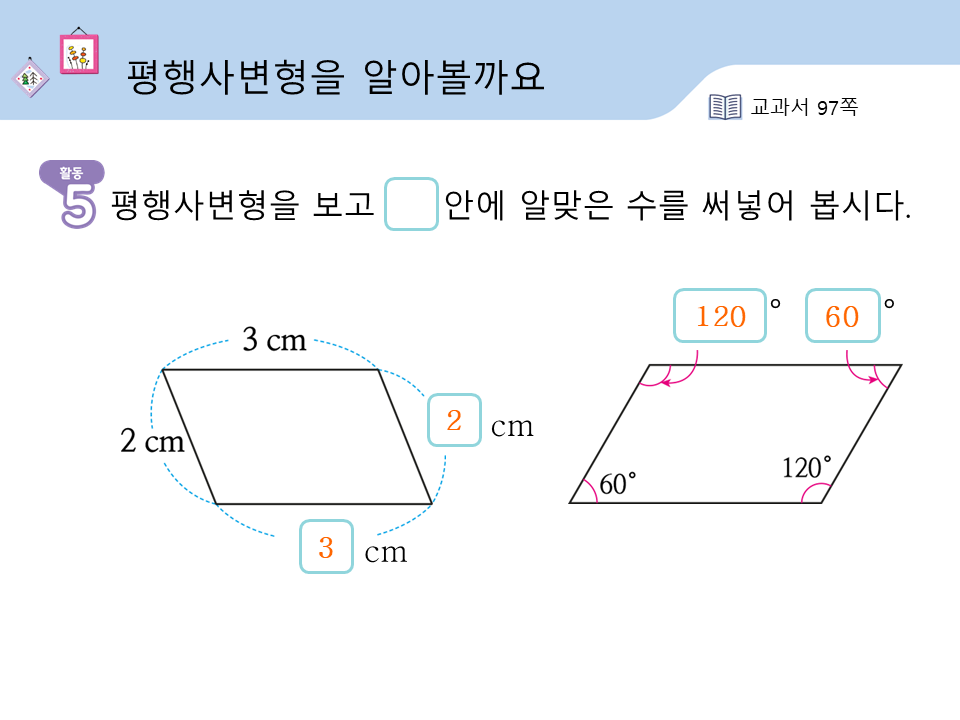 평행사변형을 알아볼까요
교과서 97쪽
활동
5 평행사변형을 보고 안에 알맞은 수를 써넣어 봅시다.
120° 60°
3 cm
2 cm
2 cm
3 cm
60°
120°